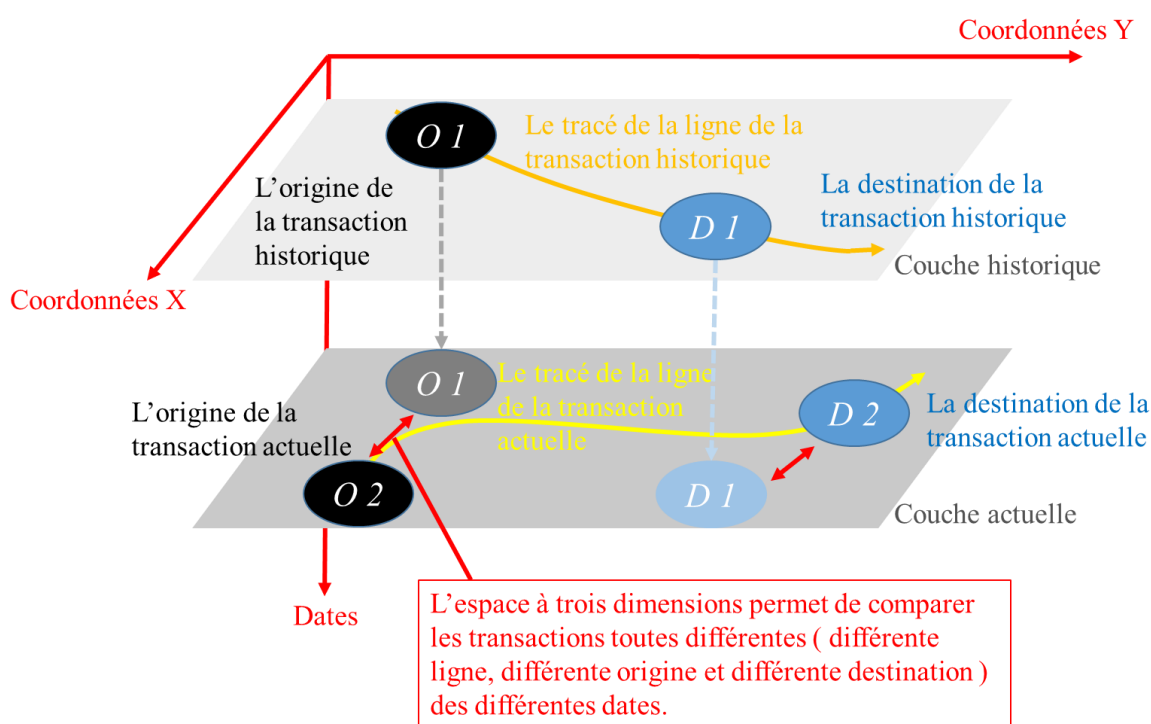 Coordonnées Y
O 1
Le tracé de la ligne de la
transaction historique
L’origine de
la transaction
historique
La destination de la
transaction historique
D 1
Couche historique
Coordonnées X
O 1
Le tracé de la ligne
de la transaction
actuelle
L’origine de la
transaction actuelle
D 2
La destination de la
transaction actuelle
O 2
D 1
Couche actuelle
Dates
L’espace à trois dimensions permet de comparer
les transactions toutes différentes ( différente
ligne, différente origine et différente destination )
des différentes dates.